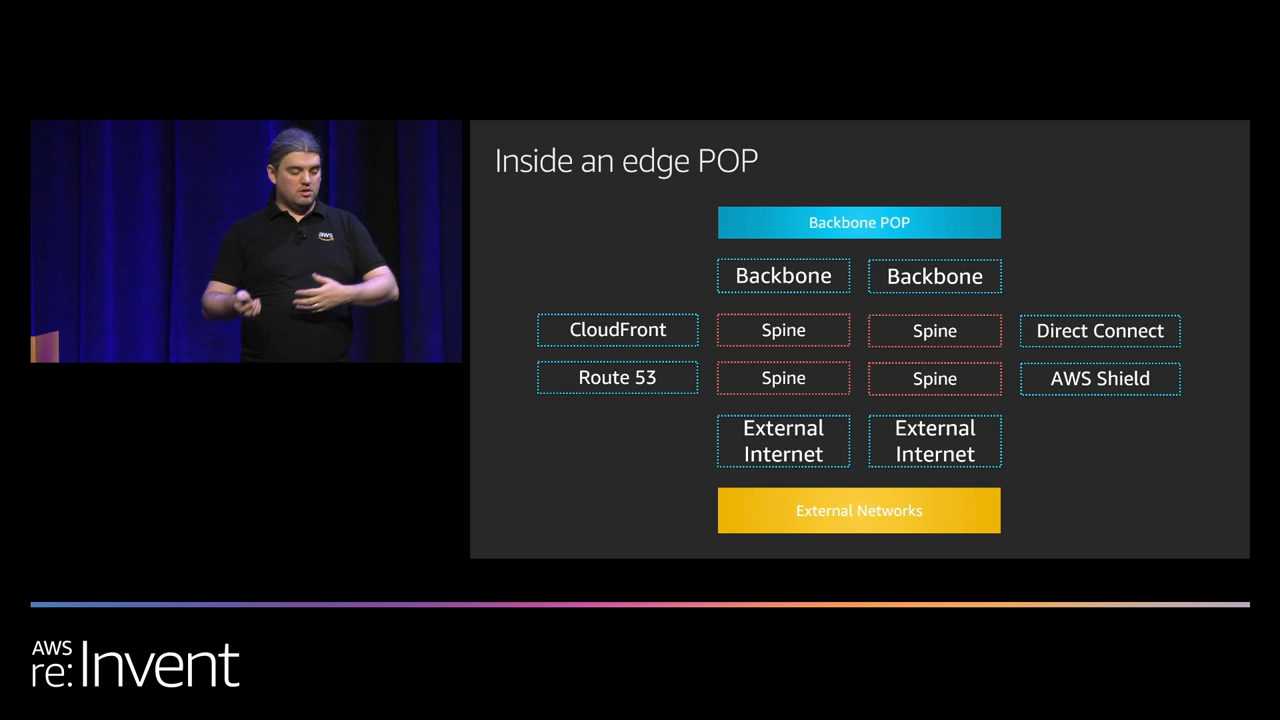 Inside an edge POP
Backbone POP
Backbone
Backbone
CloudFront
Spine
Spine
Direct Connect
Route 53
Spine
Spine
AWS Shield
External
Internet
External
Internet
External Networks
aws
AWS
re:Invent